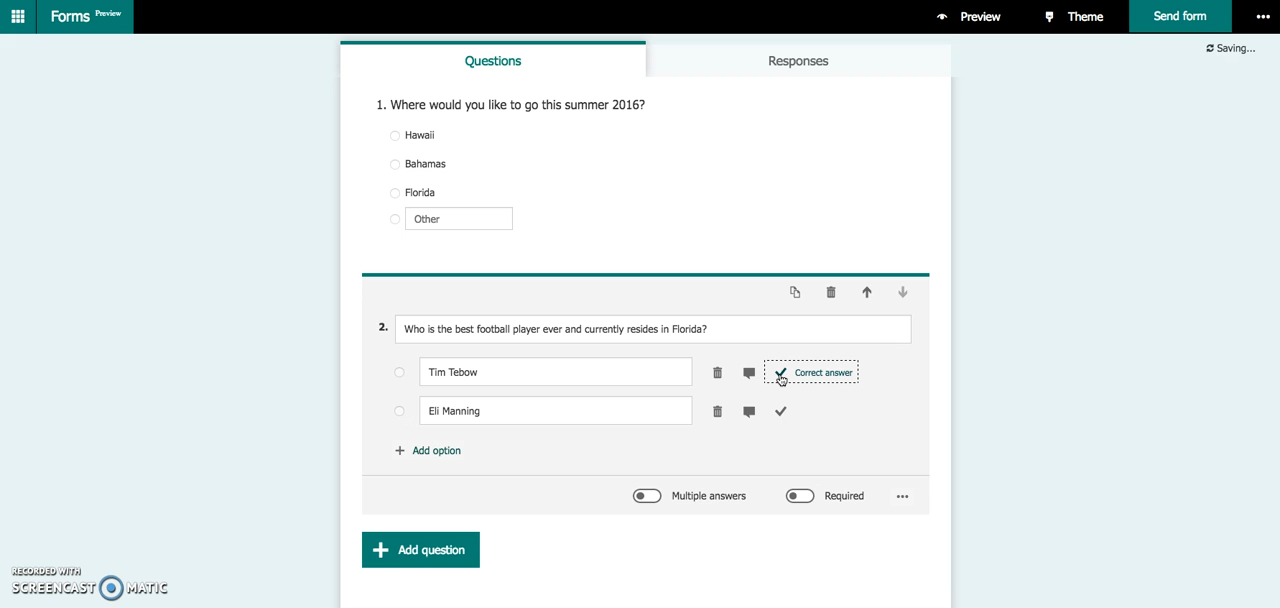 Forms Preview
Preview
Theme
Send form
Saving...
Questions
Responses
1. Where would you like to go this summer 2016?
Hawaii
Bahamas
Florida
Other
2. Who is the best football player ever and currently resides in Florida?
Tim Tebow
Correct answer
Eli Manning
+ Add option
Multiple answers
Required
+ Add question
RECORDED WITH
SCREENCAST MATIC